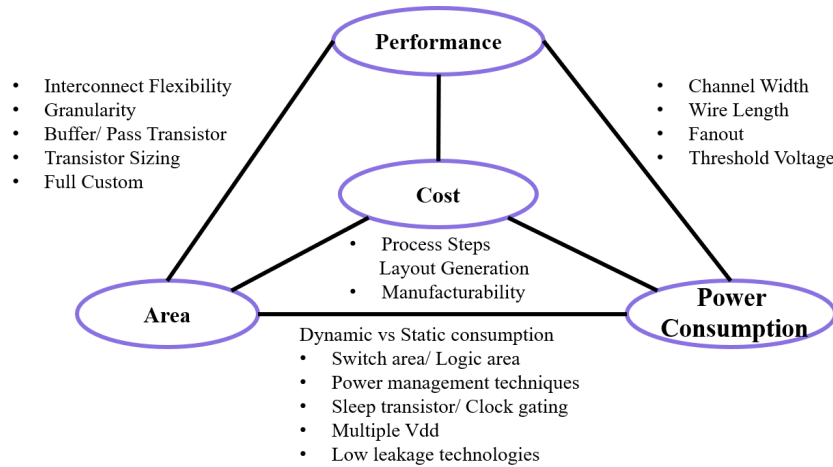 Performance
• Interconnect Flexibility
• Granularity
• Buffer/ Pass Transistor
• Transistor Sizing
• Full Custom
• Channel Width
• Wire Length
• Fanout
• Threshold Voltage
Cost
• Process Steps
Layout Generation
• Manufacturability
Area
Power
Consumption
Dynamic vs Static consumption
• Switch area/ Logic area
• Power management techniques
• Sleep transistor/ Clock gating
• Multiple Vdd
• Low leakage technologies